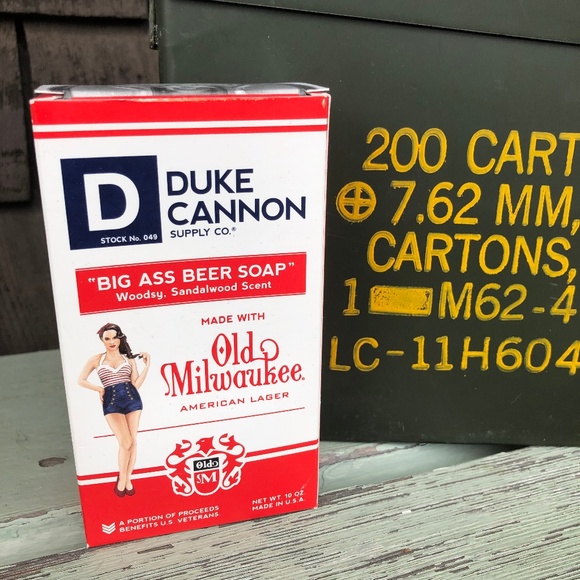 D
STOCK No. 049
DUKE
CANNON
SUPPLY CO.®
"BIG ASS BEER SOAP"
Woodsy, Sandalwood Scent
MADE WITH
Old
Milwaukee®
AMERICAN LAGER
Old
M
A PORTION OF PROCEEDS
BENEFITS U.S. VETERANS.
NET WT. 10 OZ.
MADE IN U.S.A.
200 CART
7.62 MM,
CARTONS,
1 M62-4
LC-11H604